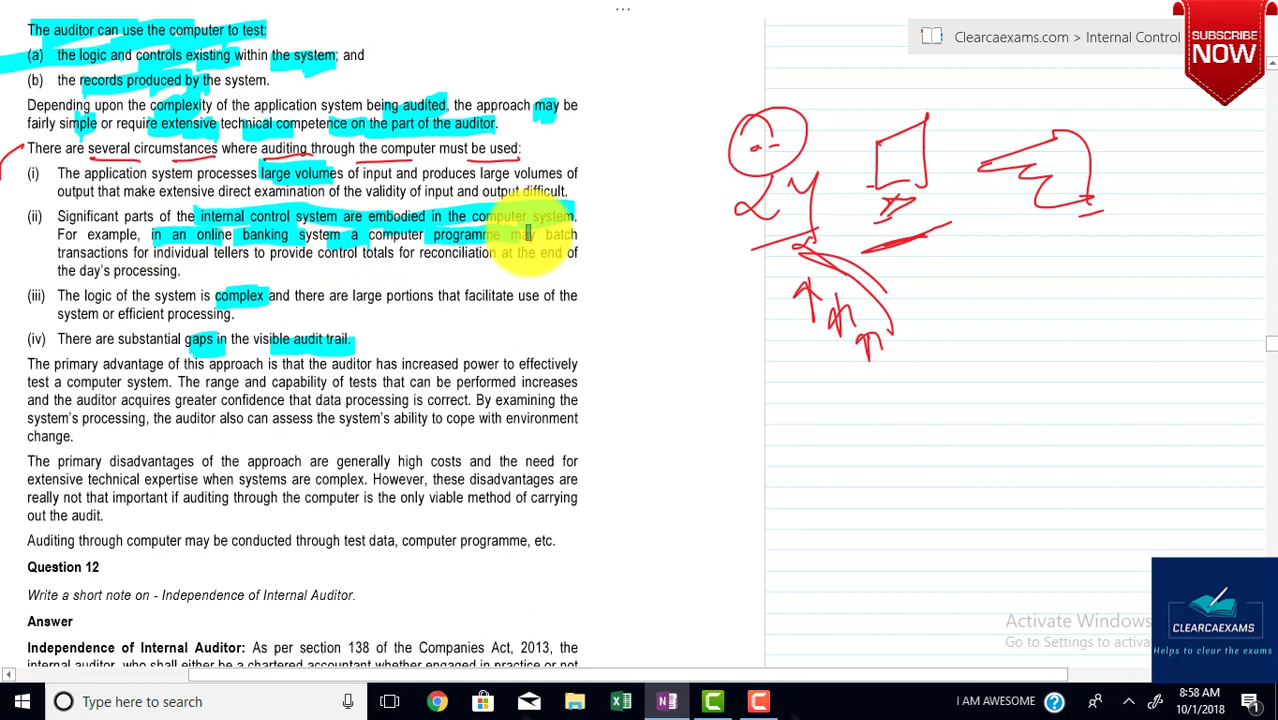 The auditor can use the computer to test:
(a) the logic and controls existing within the system; and
(b) the records produced by the system.
Depending upon the complexity of the application system being audited, the approach may be
fairly simple or require extensive technical competence on the part of the auditor.
There are several circumstances where auditing through the computer must be used:
(i) The application system processes large volumes of input and produces large volumes of
output that make extensive direct examination of the validity of input and output difficult.
(ii) Significant parts of the internal control system are embodied in the computer system.
For example, in an online banking system a computer programme may batch
transactions for individual tellers to provide control totals for reconciliation at the end of
the day's processing.
(iii) The logic of the system is complex and there are large portions that facilitate use of the
system or efficient processing.
(iv) There are substantial gaps in the visible audit trail.
The primary advantage of this approach is that the auditor has increased power to effectively
test a computer system. The range and capability of tests that can be performed increases
and the auditor acquires greater confidence that data processing is correct. By examining the
system's processing, the auditor also can assess the system's ability to cope with environment
change.
The primary disadvantages of the approach are generally high costs and the need for
extensive technical expertise when systems are complex. However, these disadvantages are
really not that important if auditing through the computer is the only viable method of carrying
out the audit.
Auditing through computer may be conducted through test data, computer programme, etc.
Question 12
Write a short note on - Independence of Internal Auditor.
Answer
Independence of Internal Auditor: As per section 138 of the Companies Act, 2013, the
internal auditor, who shall either be a chartered accountant whether engaged in practice or not
Clearcaexams.com > Internal Control
SUBSCRIBE
NOW
Activate Windows
Go to Settings to activa
CLEARCAEXAMS
Helps to clear the exams
Type here to search
I AM AWESOME
8:58 AM
10/1/2018